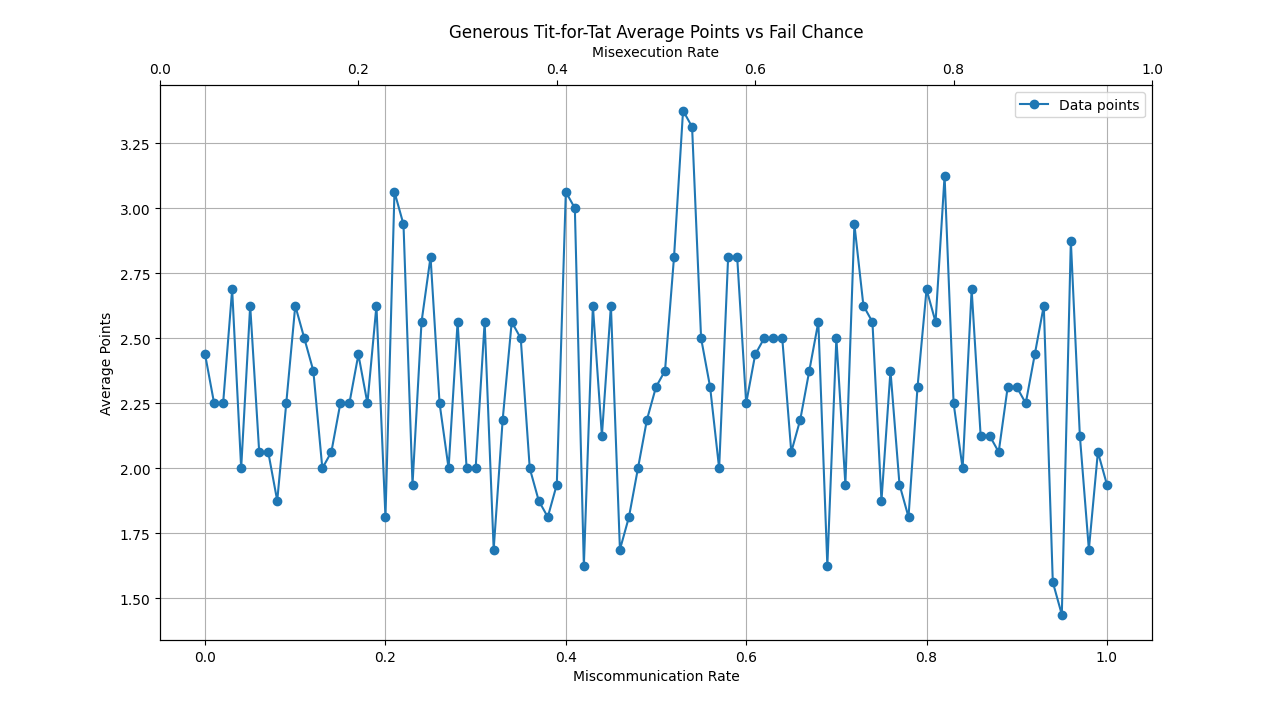 Generous Tit-for-Tat Average Points vs Fail Chance
Misexecution Rate
0.0 0.2 0.4 0.6 0.8 1.0
Data points
3.25
3.00
2.75
2.50
2.25
2.00
1.75
1.50
Average Points
0.0 0.2 0.4 0.6 0.8 1.0
Miscommunication Rate